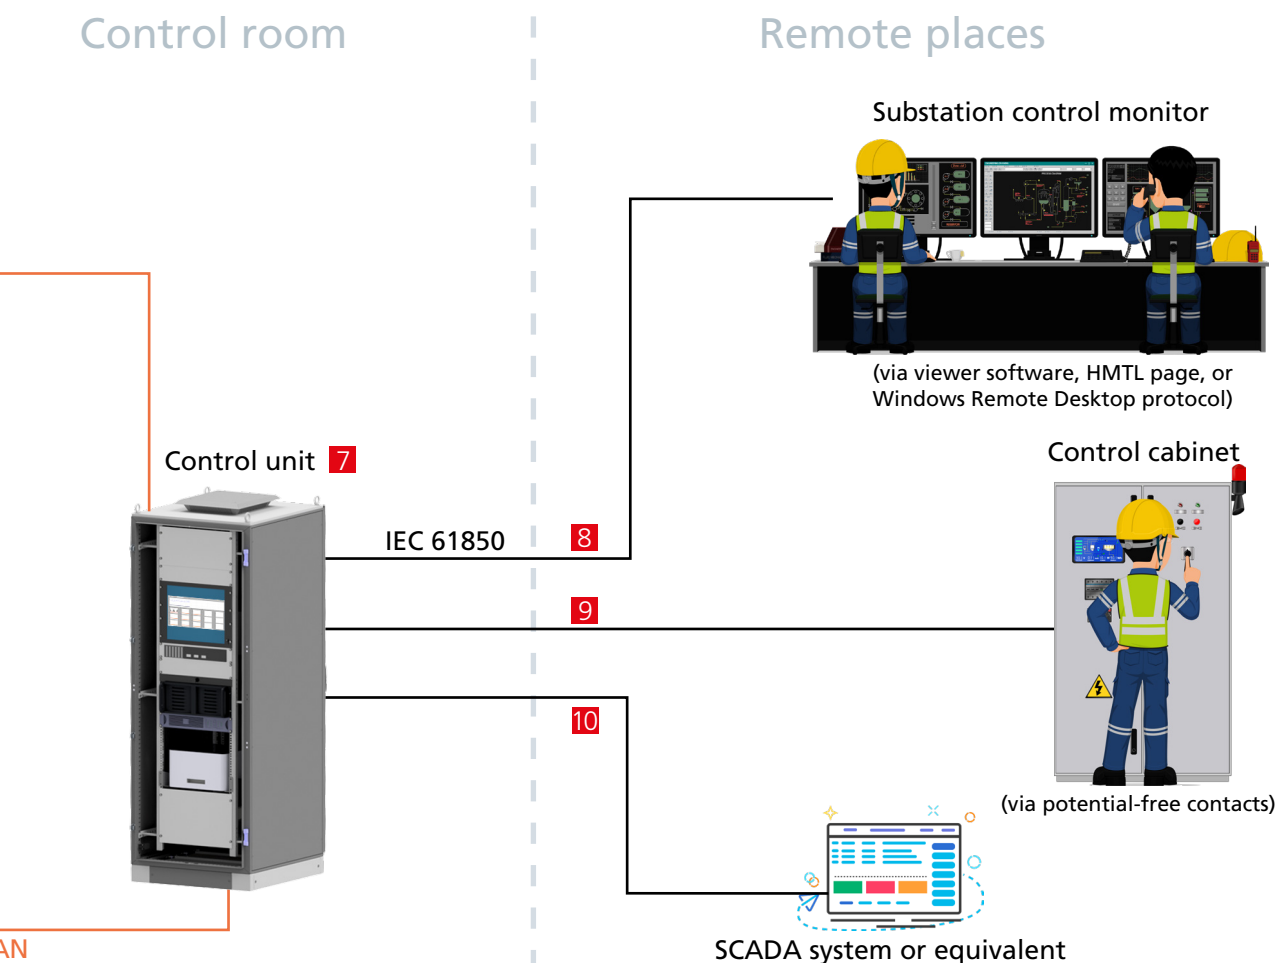 Control room
Remote places
Substation control monitor
(via viewer software, HMTL page, or
Windows Remote Desktop protocol)
Control unit 7
Control cabinet
IEC 61850
8
9
10
(via potential-free contacts)
SCADA system or equivalent
AN